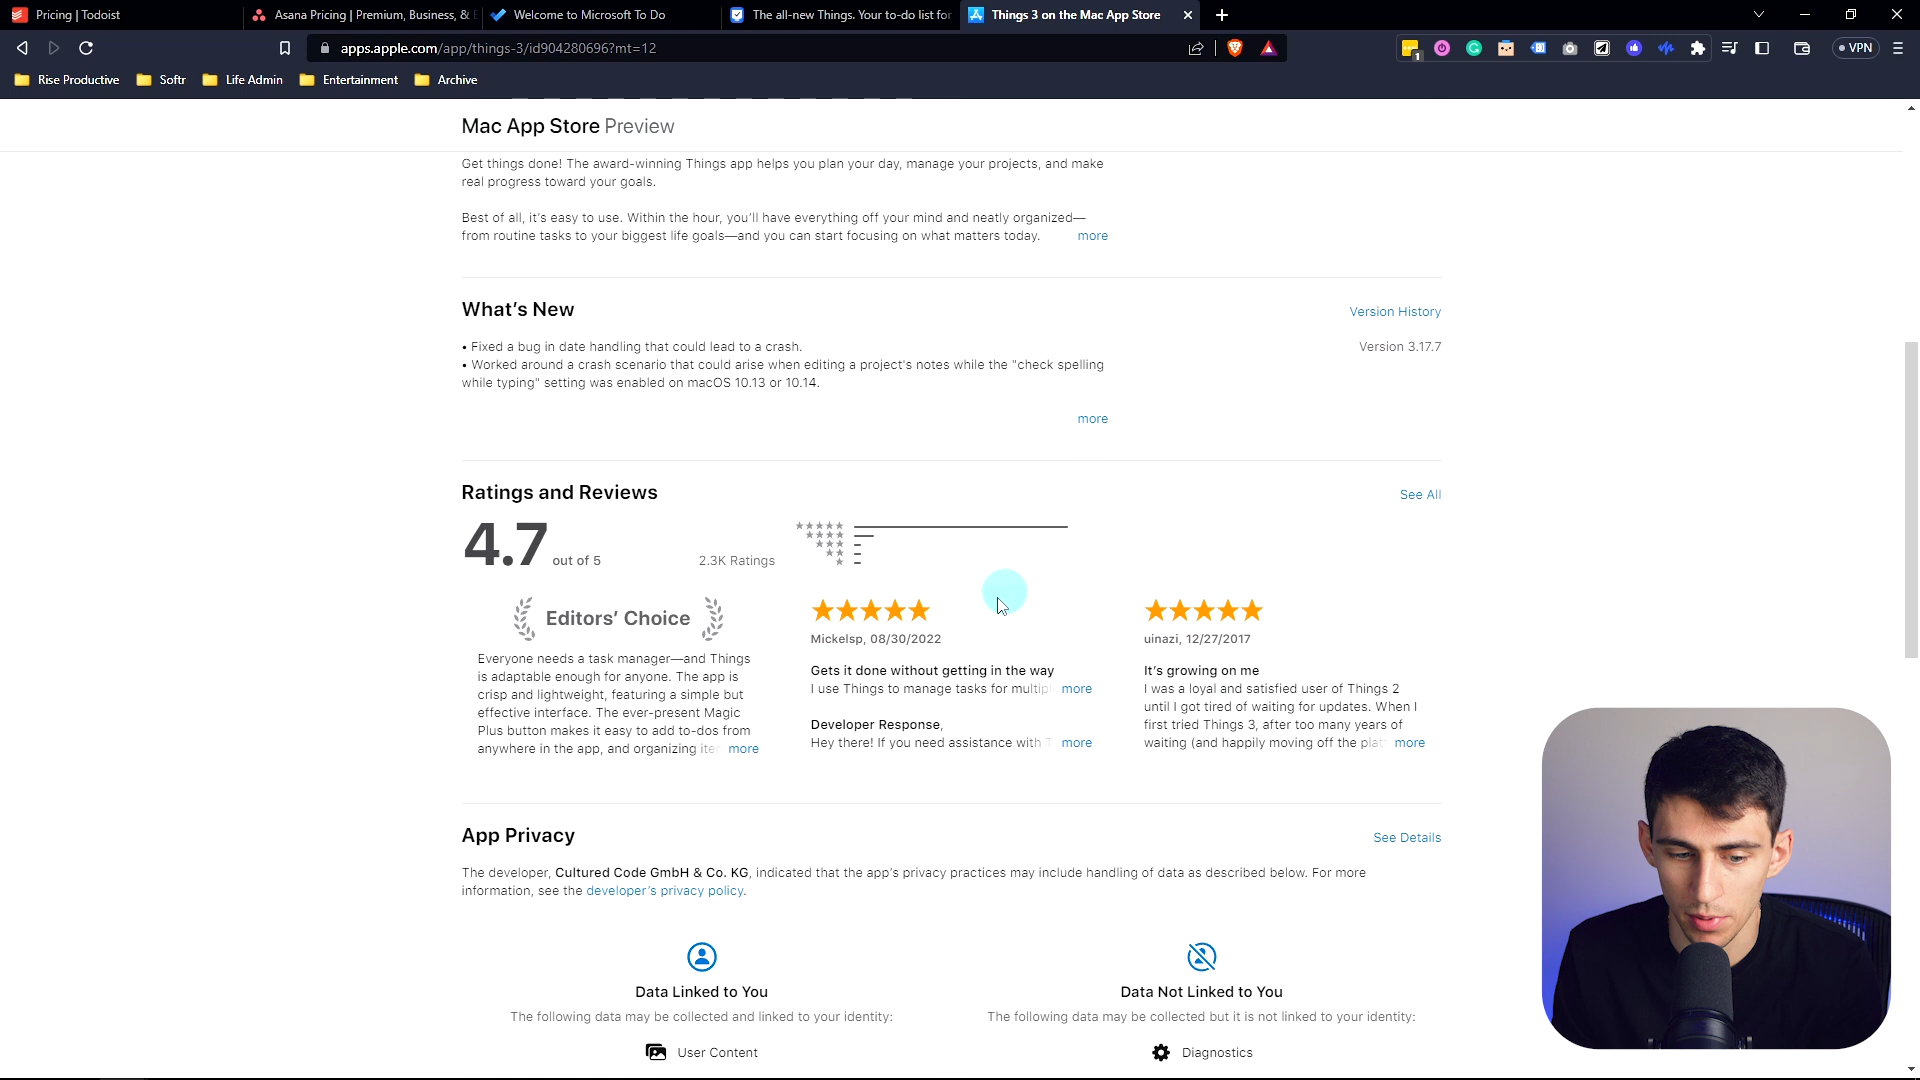 Pricing | Todoist
Asana Pricing | Premium, Business, & E
Welcome to Microsoft To Do
The all-new Things. Your to-do list for
Things 3 on the Mac App Store
apps.apple.com/app/things-3/id904280696?mt=12
1
VPN
Rise Productive
Softr
Life Admin
Entertainment
Archive
Mac App Store Preview
Get things done! The award-winning Things app helps you plan your day, manage your projects, and make
real progress toward your goals.
Best of all, it's easy to use. Within the hour, you'll have everything off your mind and neatly organized—
from routine tasks to your biggest life goals—and you can start focusing on what matters today. more
What's New
Version History
• Fixed a bug in date handling that could lead to a crash.
Version 3.17.7
• Worked around a crash scenario that could arise when editing a project's notes while the "check spelling
while typing" setting was enabled on macOS 10.13 or 10.14.
more
Ratings and Reviews
See All
4.7 out of 5
2.3K Ratings
Editors' Choice
Everyone needs a task manager—and Things
is adaptable enough for anyone. The app is
crisp and lightweight, featuring a simple but
effective interface. The ever-present Magic
Plus button makes it easy to add to-dos from
anywhere in the app, and organizing ite more
Mickelsp, 08/30/2022
Gets it done without getting in the way
I use Things to manage tasks for multipl more
Developer Response,
Hey there! If you need assistance with T more
uinazi, 12/27/2017
It's growing on me
I was a loyal and satisfied user of Things 2
until I got tired of waiting for updates. When I
first tried Things 3, after too many years of
waiting (and happily moving off the plat more
App Privacy
See Details
The developer, Cultured Code GmbH & Co. KG, indicated that the app's privacy practices may include handling of data as described below. For more
information, see the developer's privacy policy.
Data Linked to You
The following data may be collected and linked to your identity:
User Content
Data Not Linked to You
The following data may be collected but it is not linked to your identity:
Diagnostics